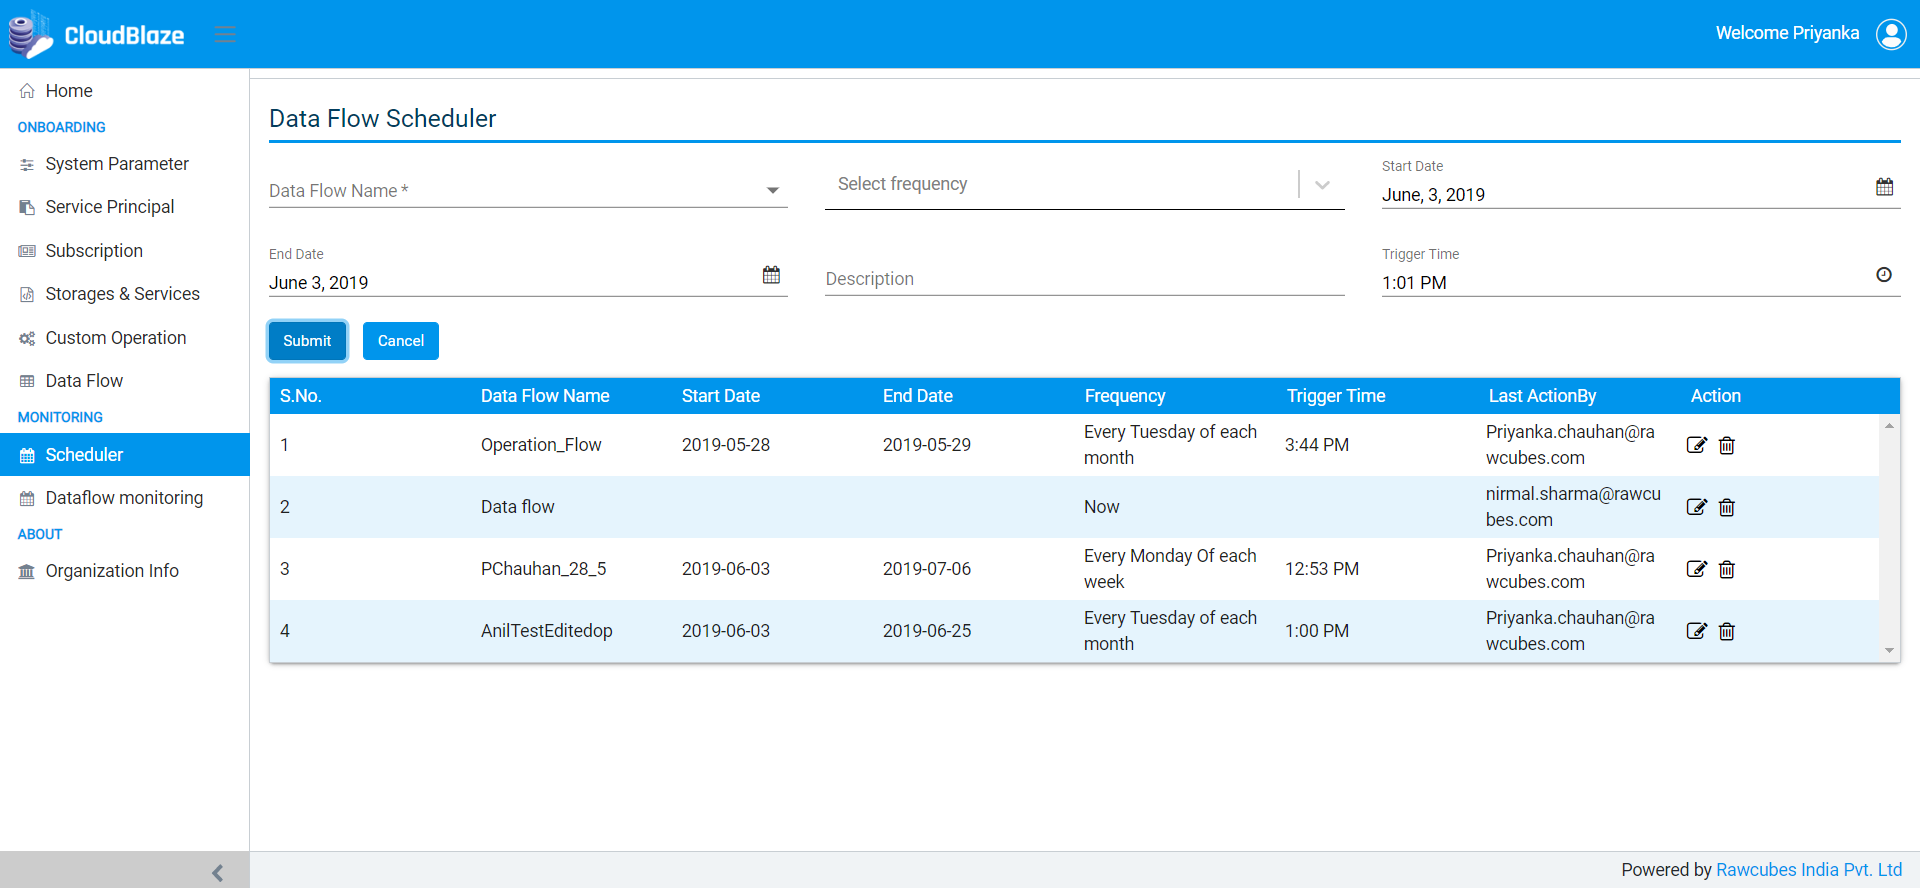 CloudBlaze
Welcome Priyanka
Home
ONBOARDING
System Parameter
Service Principal
Subscription
Storages & Services
Custom Operation
Data Flow
MONITORING
Scheduler
Dataflow monitoring
ABOUT
Organization Info
Data Flow Scheduler
Data Flow Name *
Select frequency
Start Date
June, 3, 2019
End Date
June 3, 2019
Description
Trigger Time
1:01 PM
Submit Cancel
S.No. Data Flow Name Start Date End Date Frequency Trigger Time Last ActionBy Action
1 Operation_Flow 2019-05-28 2019-05-29 Every Tuesday of each month 3:44 PM Priyanka.chauhan@rawcubes.com
2 Data flow Now nirmal.sharma@rawcubes.com
3 PChauhan_28_5 2019-06-03 2019-07-06 Every Monday Of each week 12:53 PM Priyanka.chauhan@rawcubes.com
4 AnilTestEditedop 2019-06-03 2019-06-25 Every Tuesday of each month 1:00 PM Priyanka.chauhan@rawcubes.com
Powered by Rawcubes India Pvt. Ltd